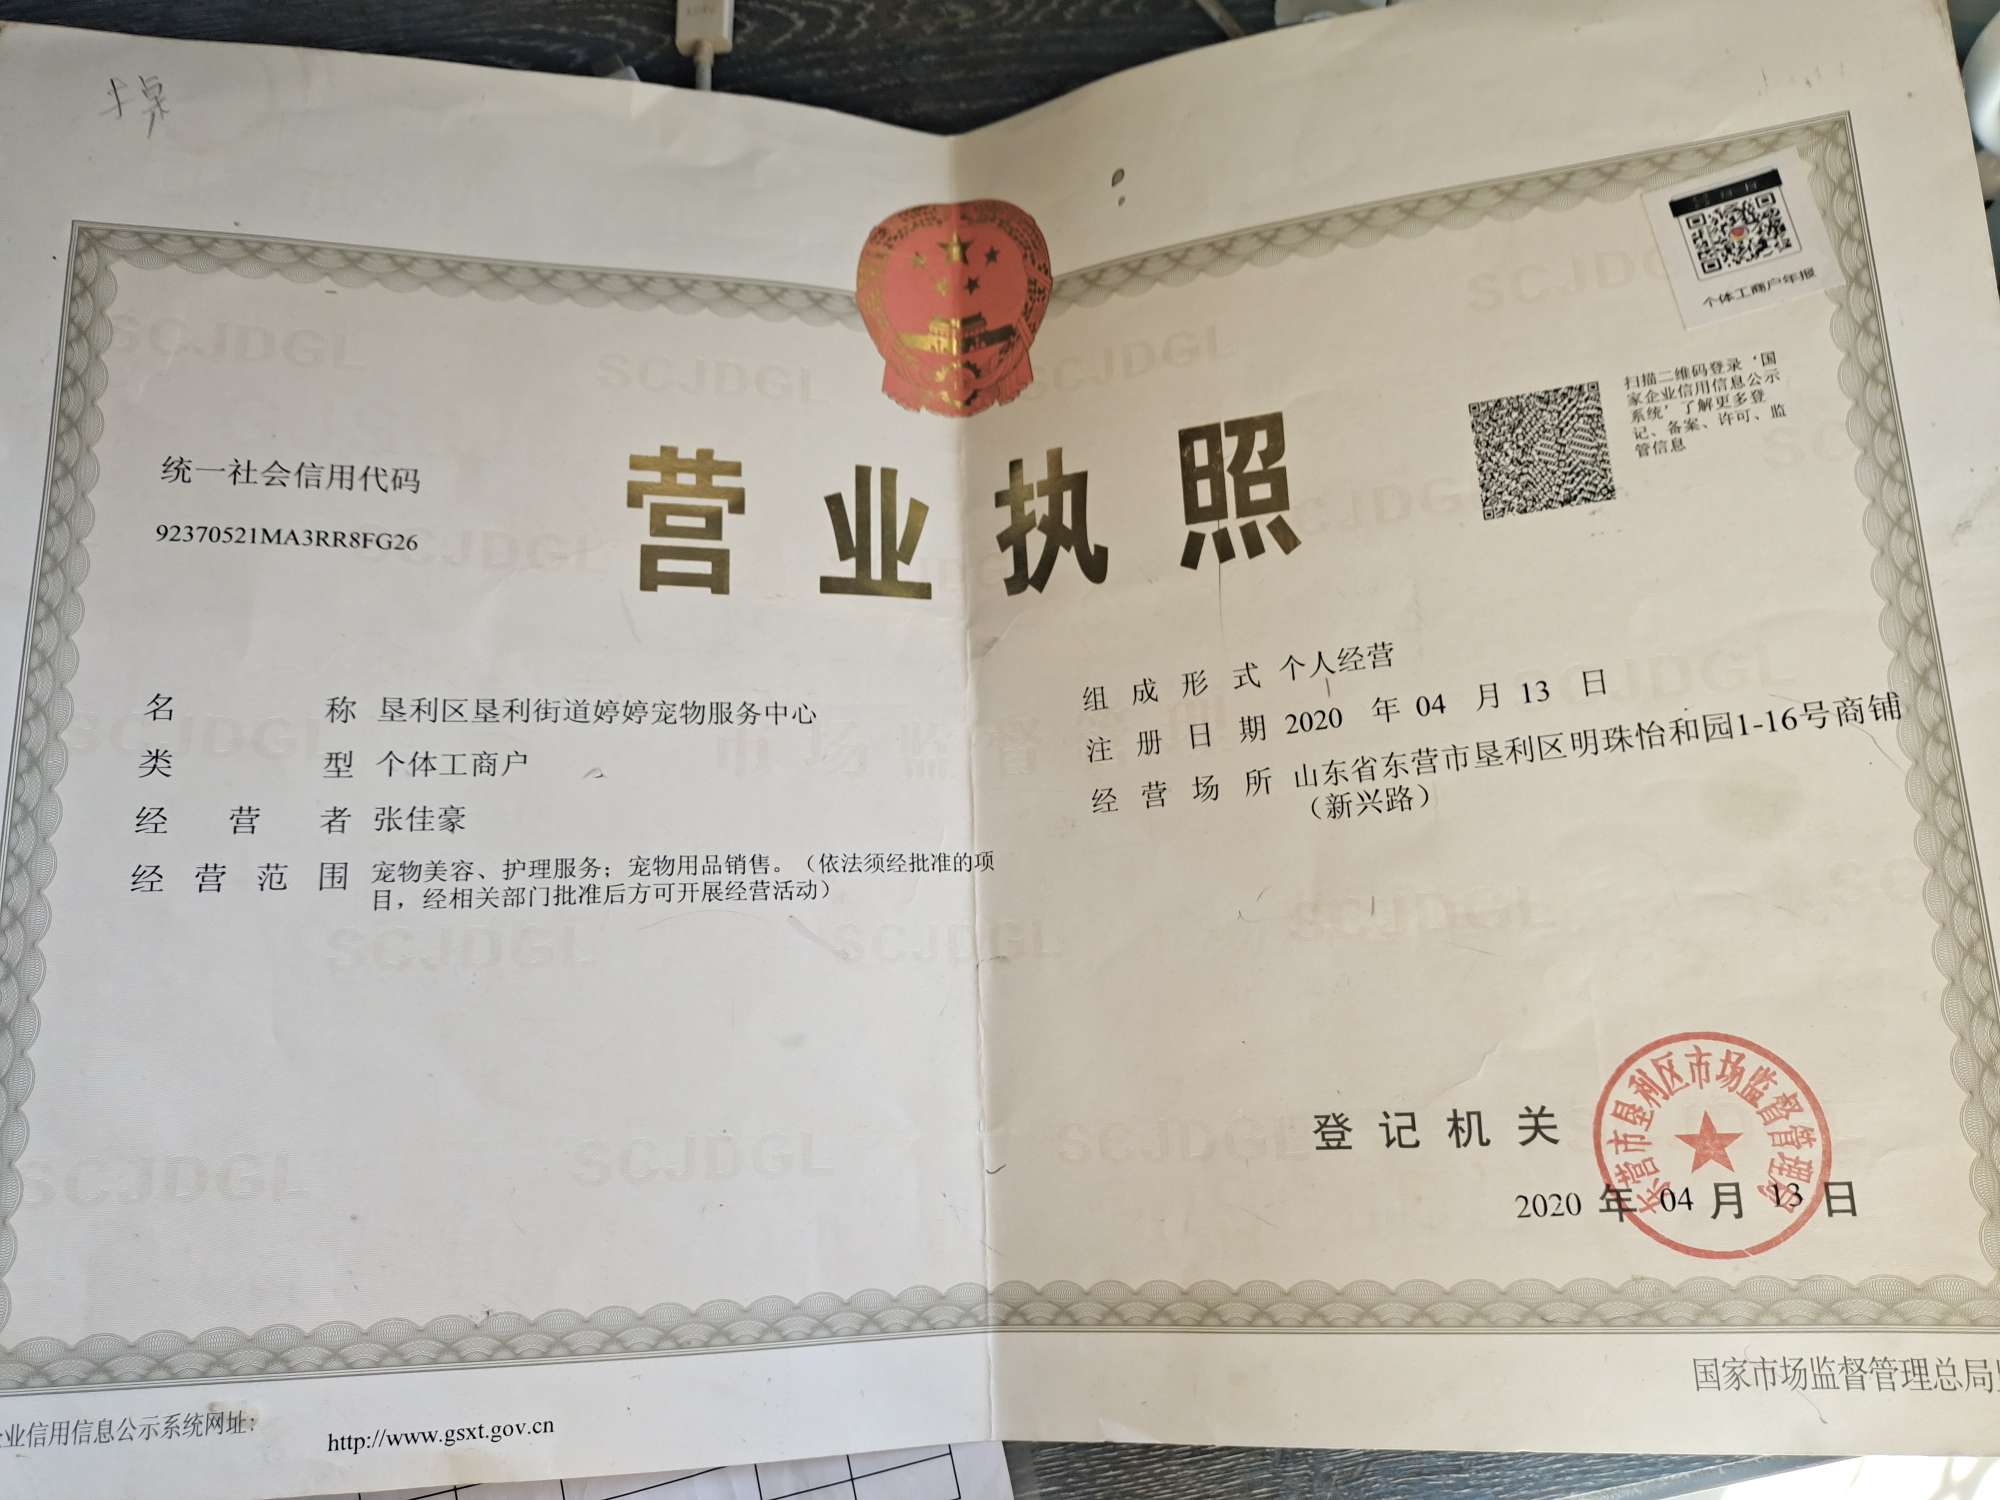 个体工商户年报
扫描二维码登录‘国
家企业信用信息公示
系统’了解更多登
记、备案、许可、监
管信息
统一社会信用代码
92370521MA3RR8FG26
营业执照
名称 垦利区垦利街道婷婷宠物服务中心
类型 个体工商户
经营者 张佳豪
经营范围 宠物美容、护理服务；宠物用品销售。（依法须经批准的项
目，经相关部门批准后方可开展经营活动）
组成形式 个人经营
注册日期 2020 年 04 月 13 日
经营场所 山东省东营市垦利区明珠怡和园1-16号商铺
（新兴路）
SCJDGL
市场监督管理
登记机关
东营市垦利区市场监督管理局
2020 年 04 月 13 日
业信用信息公示系统网址：
http://www.gsxt.gov.cn
国家市场监督管理总局